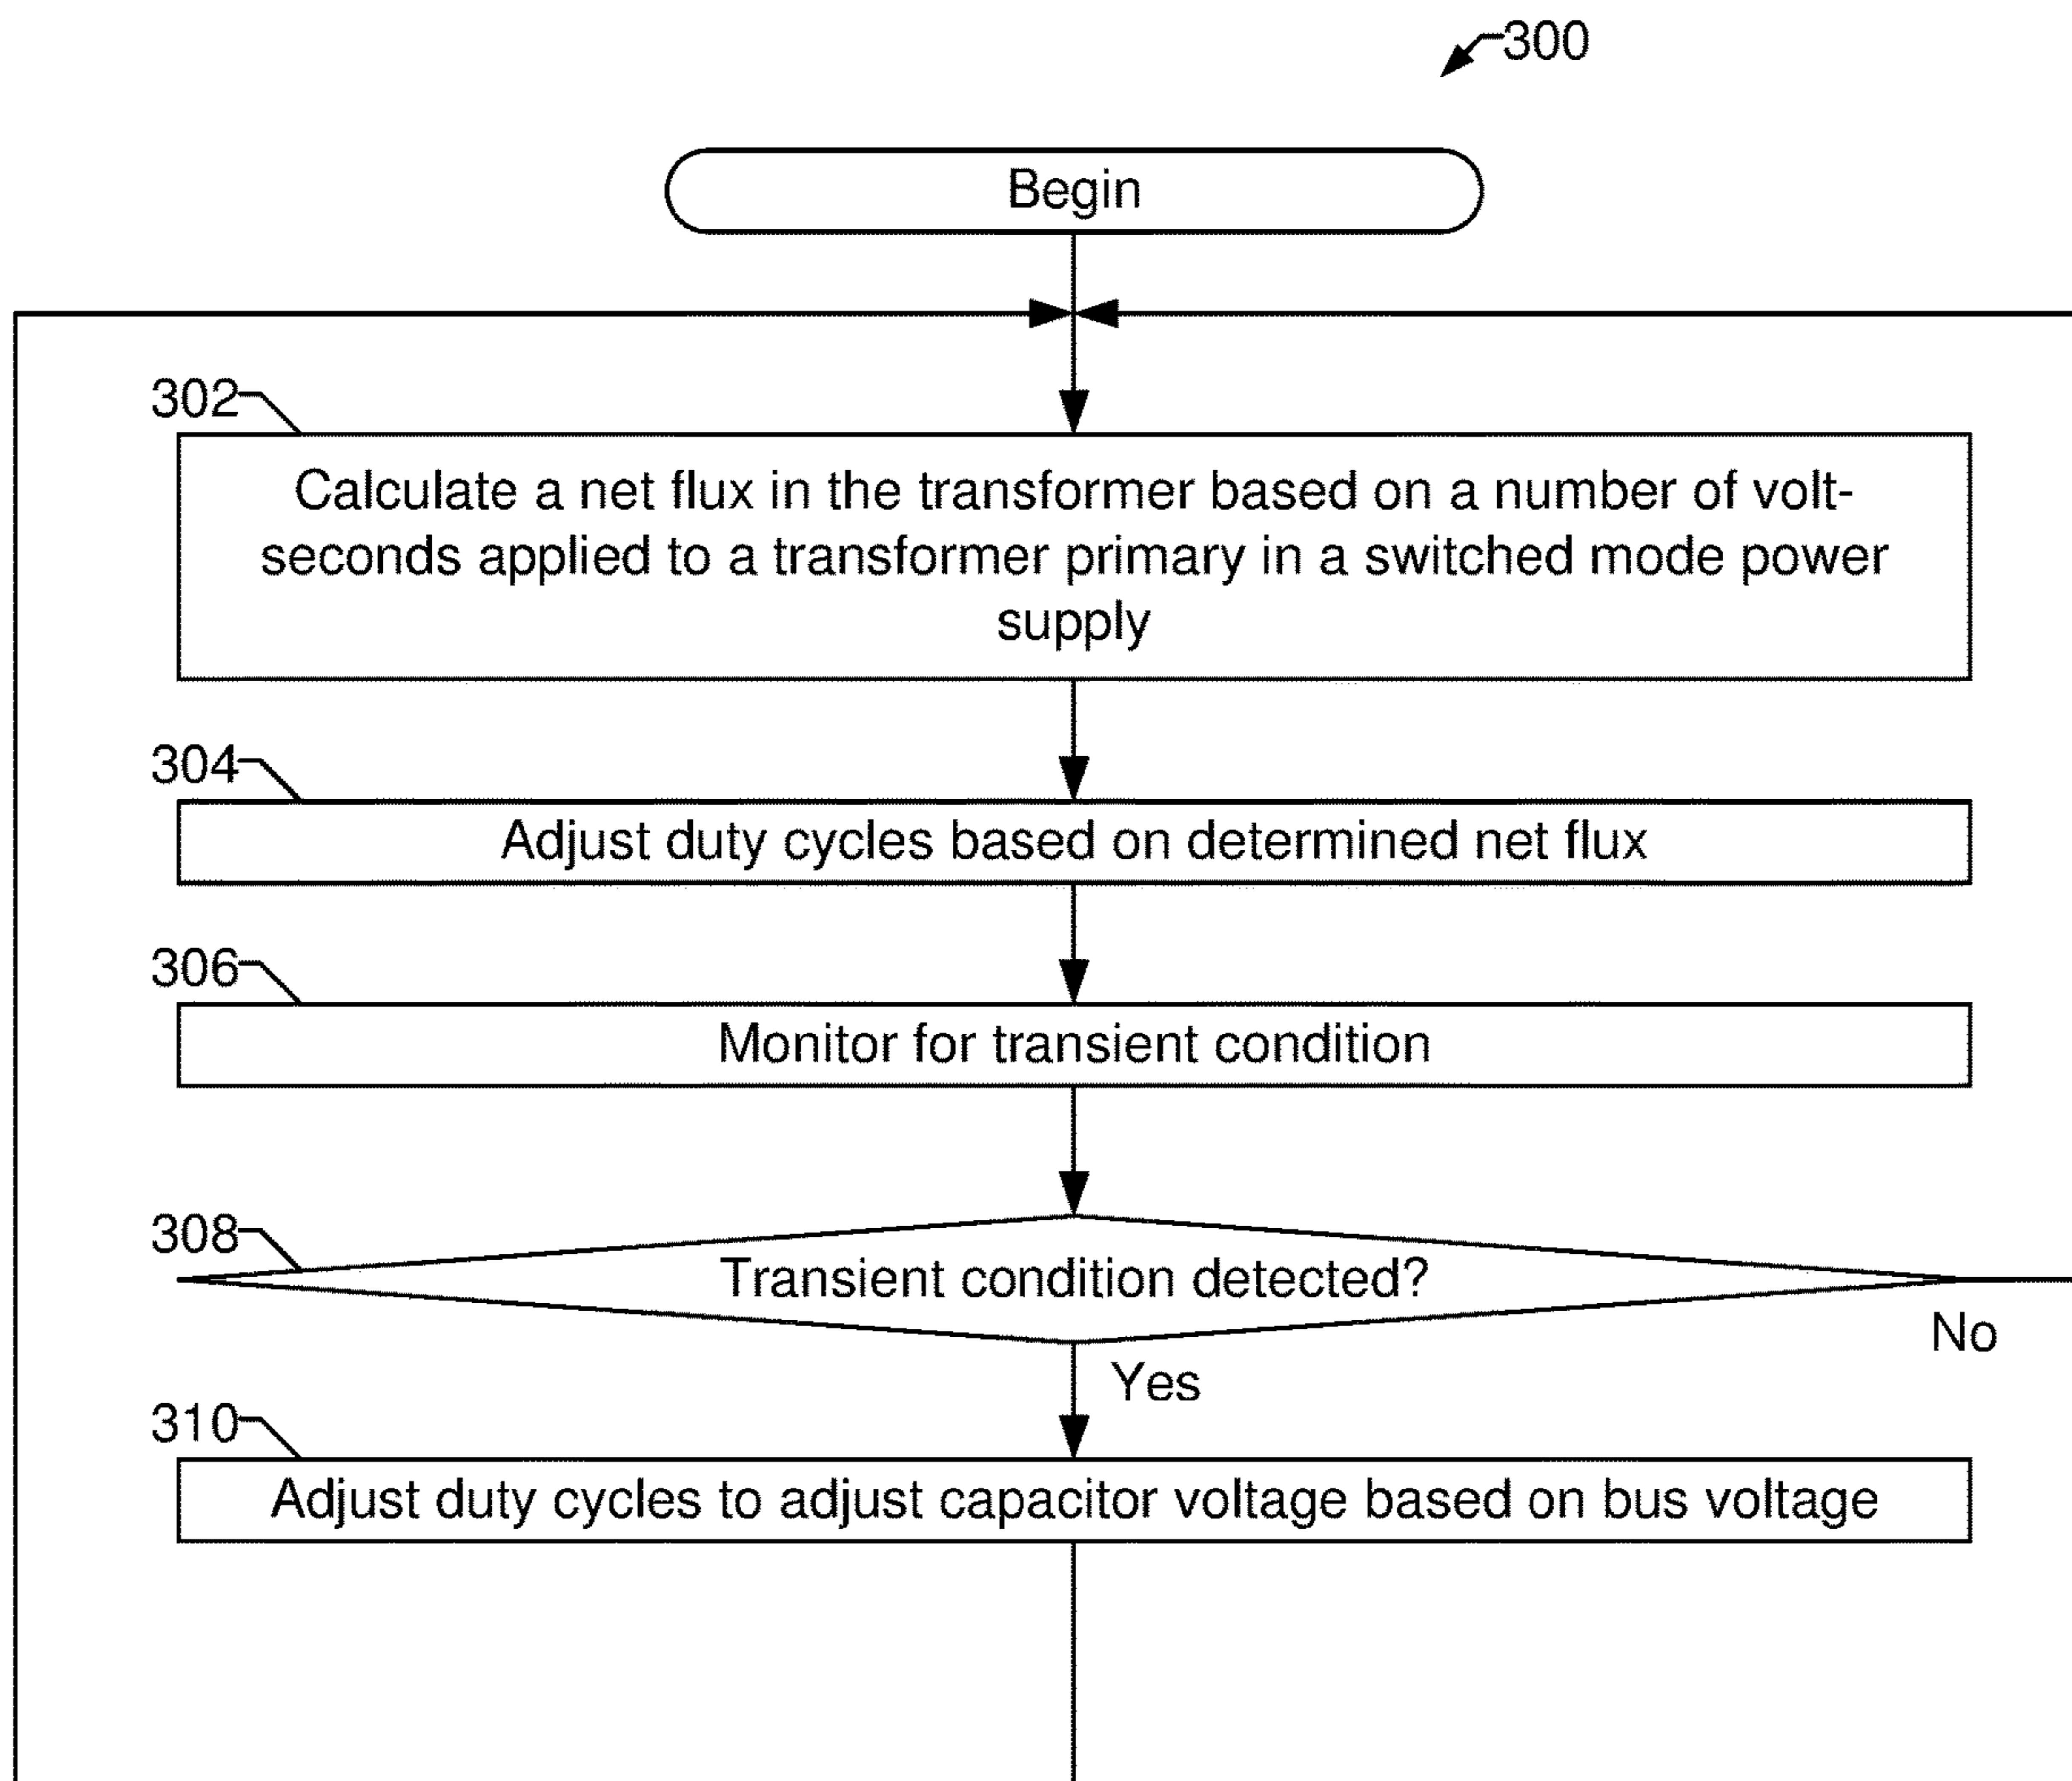 300
Begin
302
Calculate a net flux in the transformer based on a number of volt-
seconds applied to a transformer primary in a switched mode power
supply
304
Adjust duty cycles based on determined net flux
306
Monitor for transient condition
308
Transient condition detected?
No
Yes
310
Adjust duty cycles to adjust capacitor voltage based on bus voltage